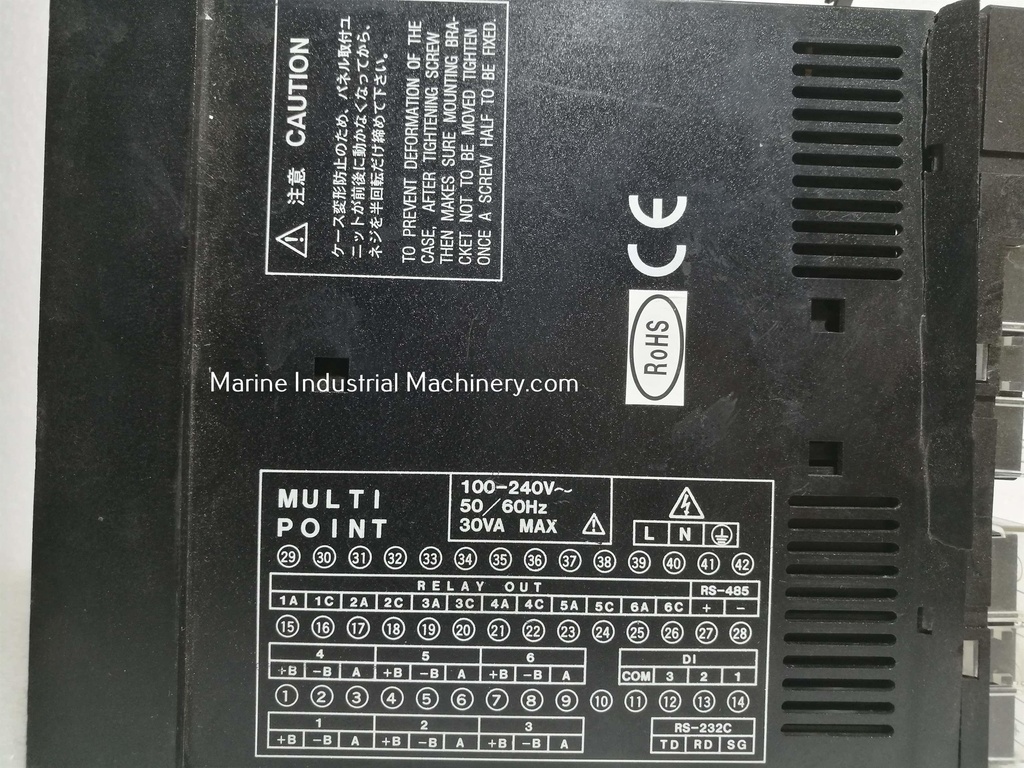 ⚠ 注意 CAUTION
ケース変形防止のため、パネル取付ユ
ニットが前後に動かなくなってから、
ネジを半回転だけ締めて下さい。
TO PREVENT DEFORMATION OF THE
CASE, AFTER TIGHTENING SCREW
THEN MAKES SURE MOUNTING BRA-
CKET NOT TO BE MOVED TIGHTEN
ONCE A SCREW HALF TO BE FIXED.
CE
RoHS
Marine Industrial Machinery.com
MULTI
POINT
100-240V~
50/60Hz
30VA MAX
L N
㉙ ㉚ ㉛ ㉜ ㉝ ㉞ ㉟ ㊱ ㊲ ㊳ ㊴ ㊵ ㊶ ㊷
RELAY OUT RS-485
1A 1C 2A 2C 3A 3C 4A 4C 5A 5C 6A 6C + -
⑮ ⑯ ⑰ ⑱ ⑲ ⑳ ㉑ ㉒ ㉓ ㉔ ㉕ ㉖ ㉗ ㉘
4 5 6 DI
+B -B A +B -B A +B -B A COM 3 2 1
① ② ③ ④ ⑤ ⑥ ⑦ ⑧ ⑨ ⑩ ⑪ ⑫ ⑬ ⑭
1 2 3 RS-232C
+B -B A +B -B A +B -B A TD RD SG